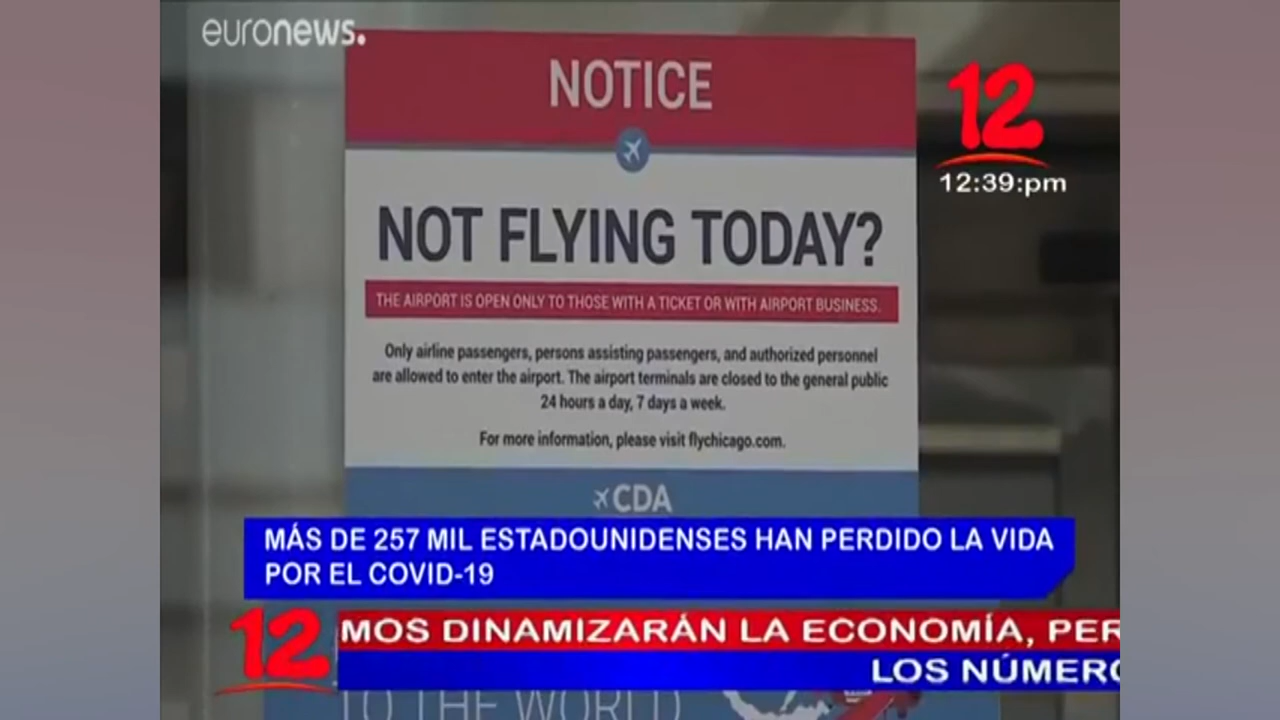 euronews.
NOTICE
12
12:39:pm
NOT FLYING TODAY?
THE AIRPORT IS OPEN ONLY TO THOSE WITH A TICKET OR WITH AIRPORT BUSINESS.
Only airline passengers, persons assisting passengers, and authorized personnel
are allowed to enter the airport. The airport terminals are closed to the general public
24 hours a day, 7 days a week.
For more information, please visit flychicago.com.
CDA
MÁS DE 257 MIL ESTADOUNIDENSES HAN PERDIDO LA VIDA
POR EL COVID-19
12
MOS DINAMIZARÁN LA ECONOMÍA, PER
LOS NÚMERO
TO THE WORLD